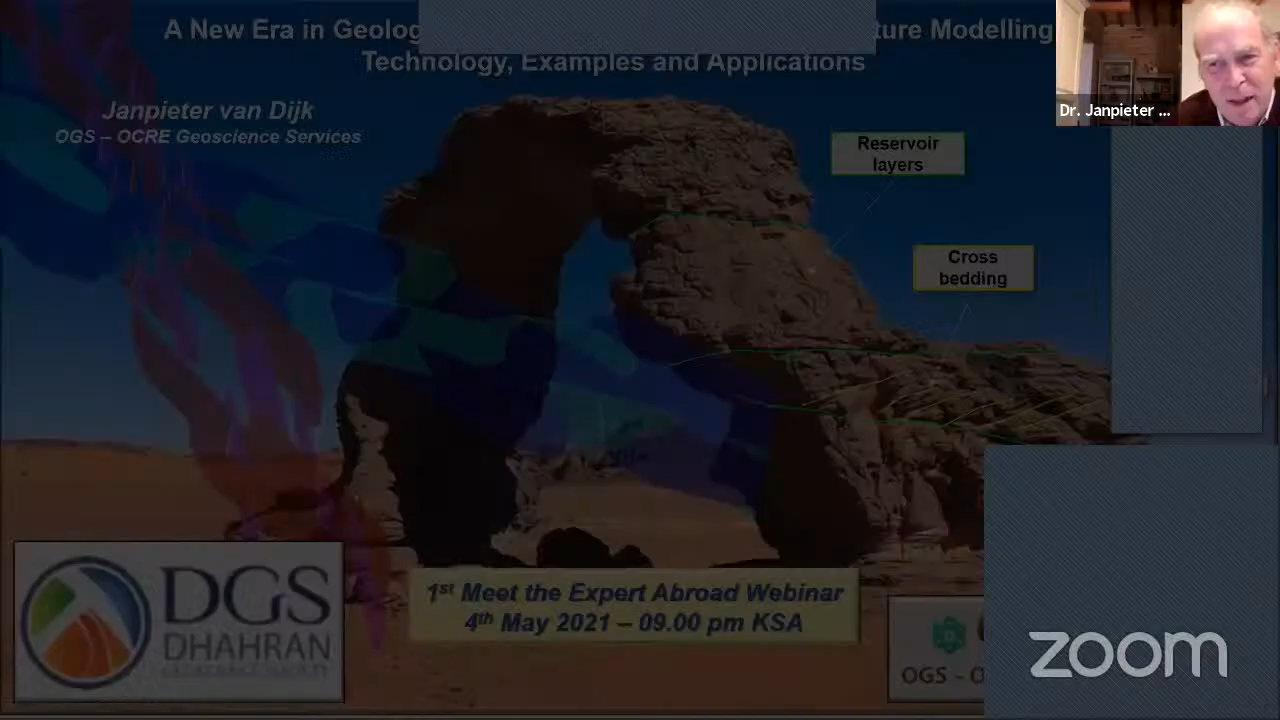 A New Era in Geolog ture Modelling
Technology, Examples and Applications
Janpieter van Dijk
OGS – OCRE Geoscience Services
Dr. Janpieter ...
Reservoir
layers
Cross
bedding
DGS
DHAHRAN
GEOSCIENCE SOCIETY
1st Meet the Expert Abroad Webinar
4th May 2021 – 09.00 pm KSA
OGS - O
zoom